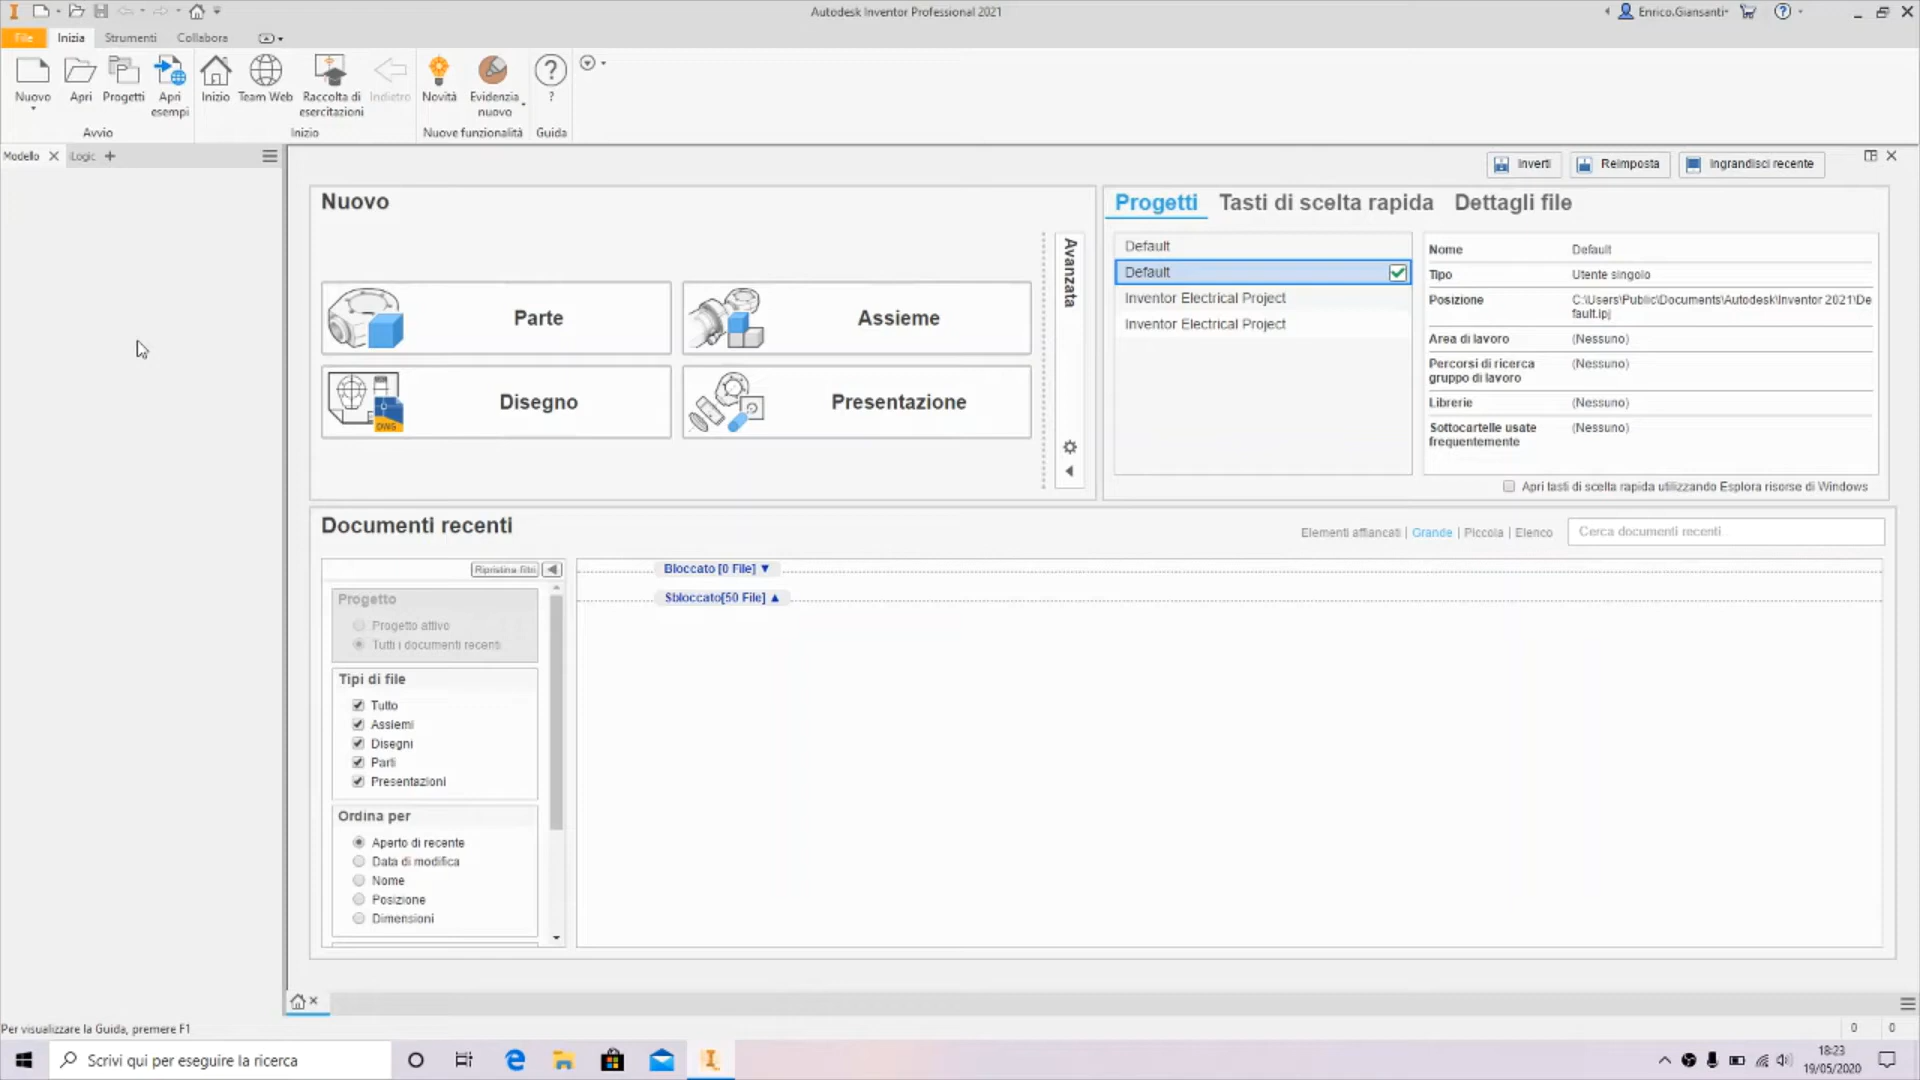 Autodesk Inventor Professional 2021
Enrico.Giansanti
File Inizia Strumenti Collabora
Nuovo Apri Progetti Apri esempi Inizio Team Web Raccolta di esercitazioni Indietro Novità Evidenzia nuovo ?
Avvio Inizio Nuove funzionalità Guida
Modello iLogic +
Inverti Reimposta Ingrandisci recente
Nuovo
Parte
Assieme
Disegno
DWG
Presentazione
Avanzata
Progetti Tasti di scelta rapida Dettagli file
Default
Default
Inventor Electrical Project
Inventor Electrical Project
Nome Default
Tipo Utente singolo
Posizione C:\Users\Public\Documents\Autodesk\Inventor 2021\De
fault.ipj
Area di lavoro (Nessuno)
Percorsi di ricerca
gruppo di lavoro (Nessuno)
Librerie (Nessuno)
Sottocartelle usate
frequentemente (Nessuno)
Apri tasti di scelta rapida utilizzando Esplora risorse di Windows
Documenti recenti
Elementi affiancati | Grande | Piccola | Elenco
Cerca documenti recenti
Ripristina filtri
Bloccato [0 File] ▼
Sbloccato[50 File] ▲
Progetto
Progetto attivo
Tutti i documenti recenti
Tipi di file
Tutto
Assiemi
Disegni
Parti
Presentazioni
Ordina per
Aperto di recente
Data di modifica
Nome
Posizione
Dimensioni
Per visualizzare la Guida, premere F1
0 0
Scrivi qui per eseguire la ricerca
18:23
19/05/2020